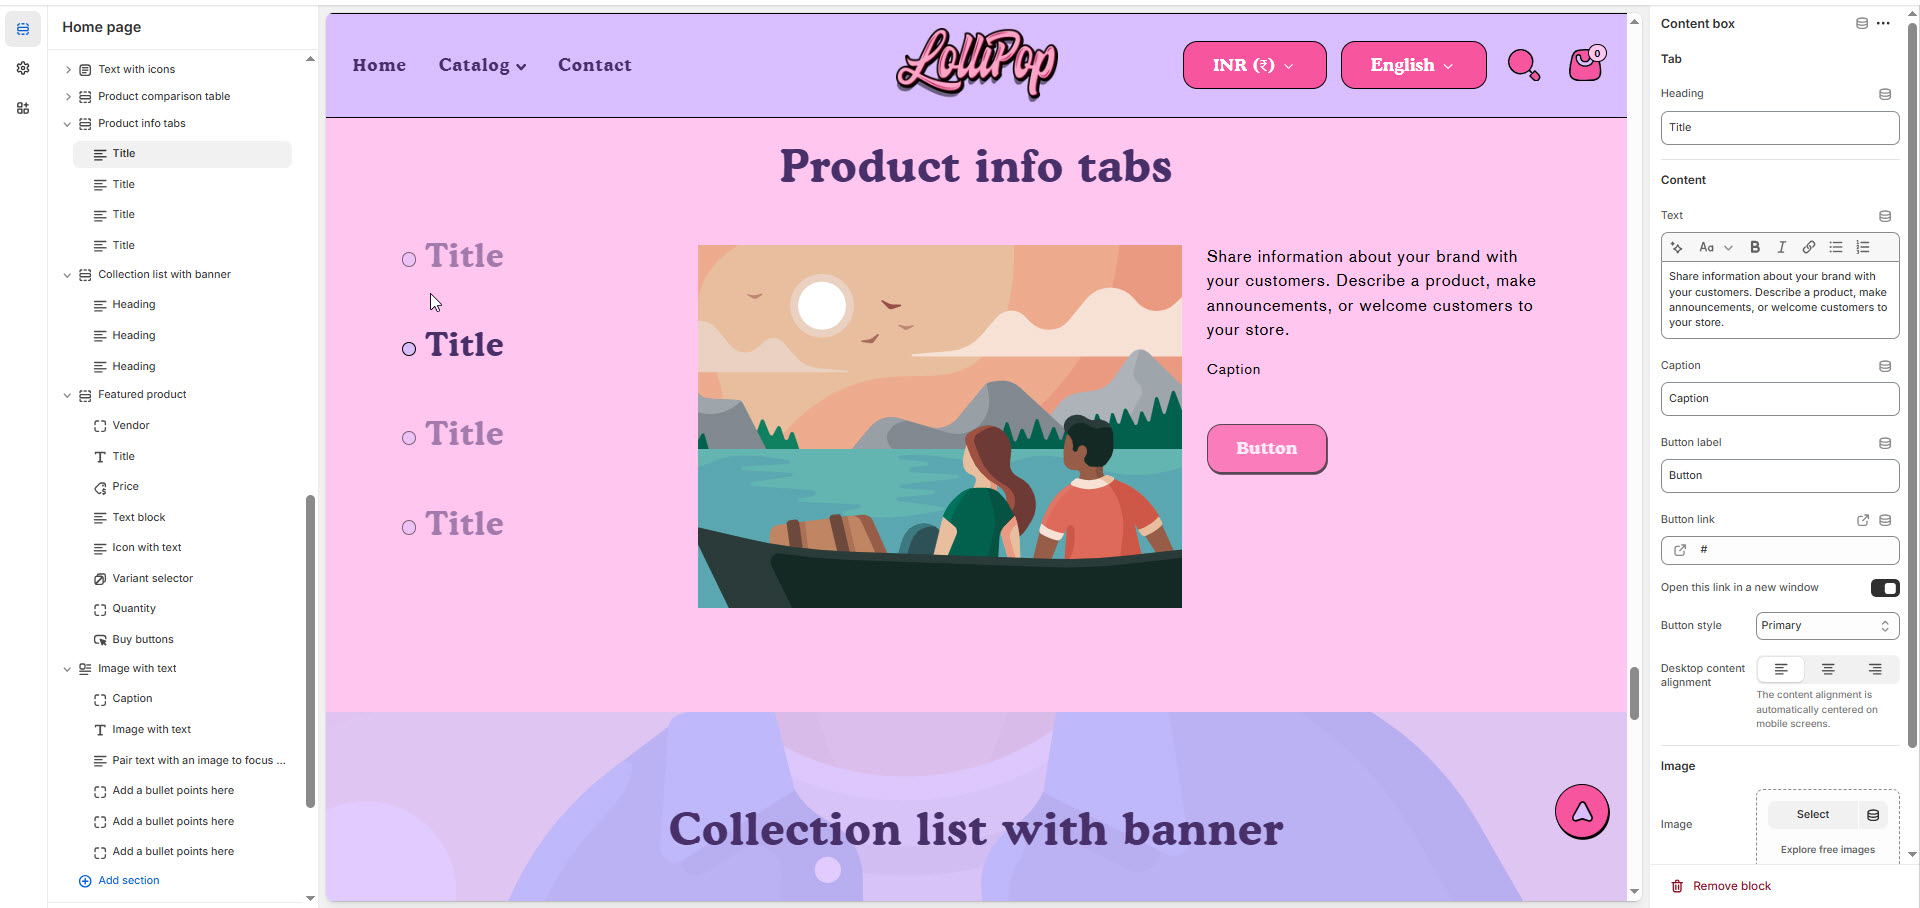 Home page
Text with icons
Product comparison table
Product info tabs
Title
Title
Title
Title
Collection list with banner
Heading
Heading
Heading
Featured product
Vendor
Title
Price
Text block
Icon with text
Variant selector
Quantity
Buy buttons
Image with text
Caption
Image with text
Pair text with an image to focus ...
Add a bullet points here
Add a bullet points here
Add a bullet points here
Add section
Home Catalog Contact
LolliPop
INR (₹) English 0
Product info tabs
Title
Title
Title
Title
Share information about your brand with
your customers. Describe a product, make
announcements, or welcome customers to
your store.
Caption
Button
Collection list with banner
Content box
Tab
Heading
Title
Content
Text
Aa B I
Share information about your brand with
your customers. Describe a product, make
announcements, or welcome customers to
your store.
Caption
Caption
Button label
Button
Button link
#
Open this link in a new window
Button style Primary
Desktop content
alignment
The content alignment is
automatically centered on
mobile screens.
Image
Image
Select
Explore free images
Remove block